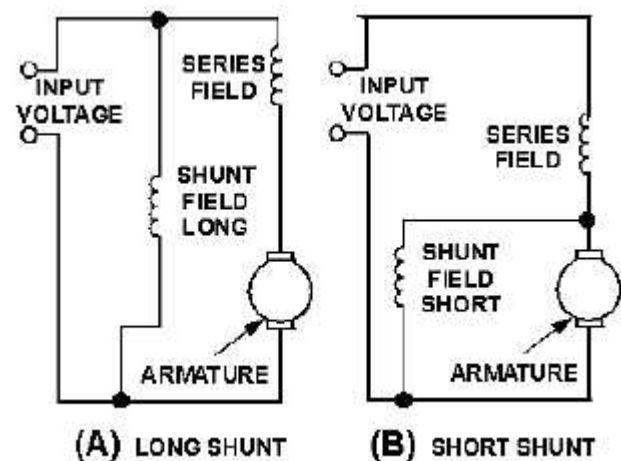 INPUT
VOLTAGE
SERIES
FIELD
SHUNT
FIELD
LONG
ARMATURE
(A) LONG SHUNT
INPUT
VOLTAGE
SERIES
FIELD
SHUNT
FIELD
SHORT
ARMATURE
(B) SHORT SHUNT